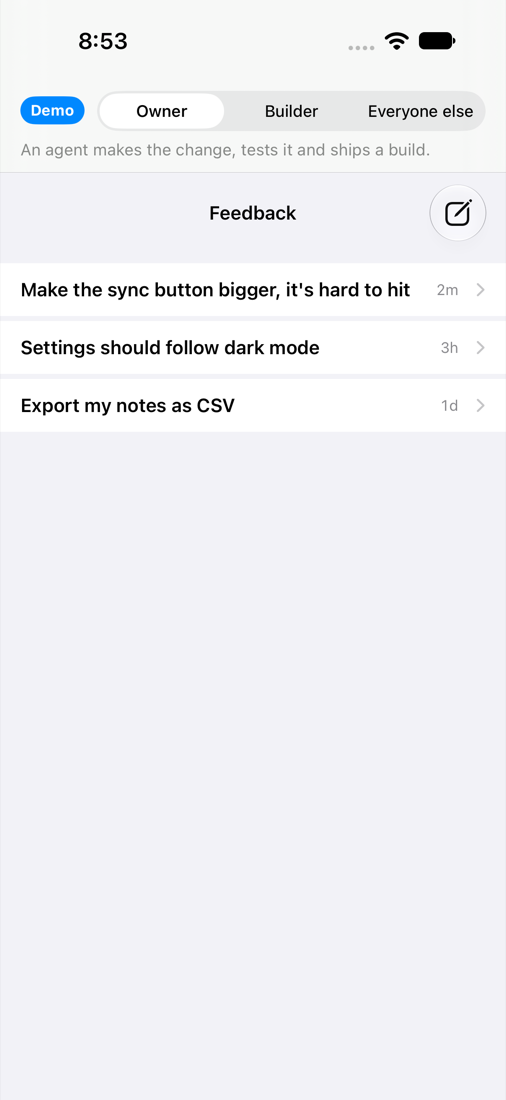 8:53
Demo Owner Builder Everyone else
An agent makes the change, tests it and ships a build.
Feedback
Make the sync button bigger, it's hard to hit 2m
Settings should follow dark mode 3h
Export my notes as CSV 1d